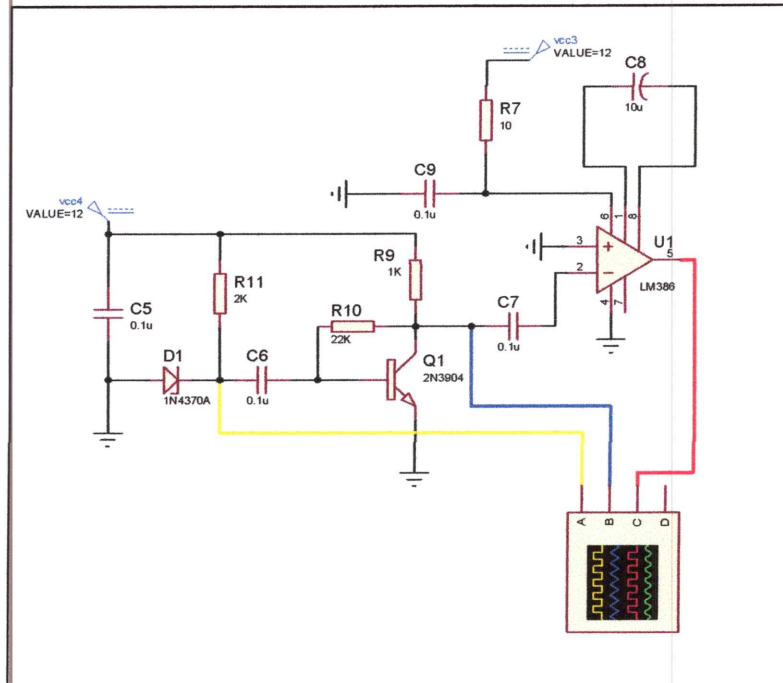 vcc3
VALUE=12
C8
10u
R7
10
C9
0.1u
vcc4
VALUE=12
6
1
8
3
2
4
7
5
U1
LM386
R9
1K
R11
2K
C5
0.1u
R10
22K
C7
0.1u
D1
1N4370A
C6
0.1u
Q1
2N3904
A
B
C
D